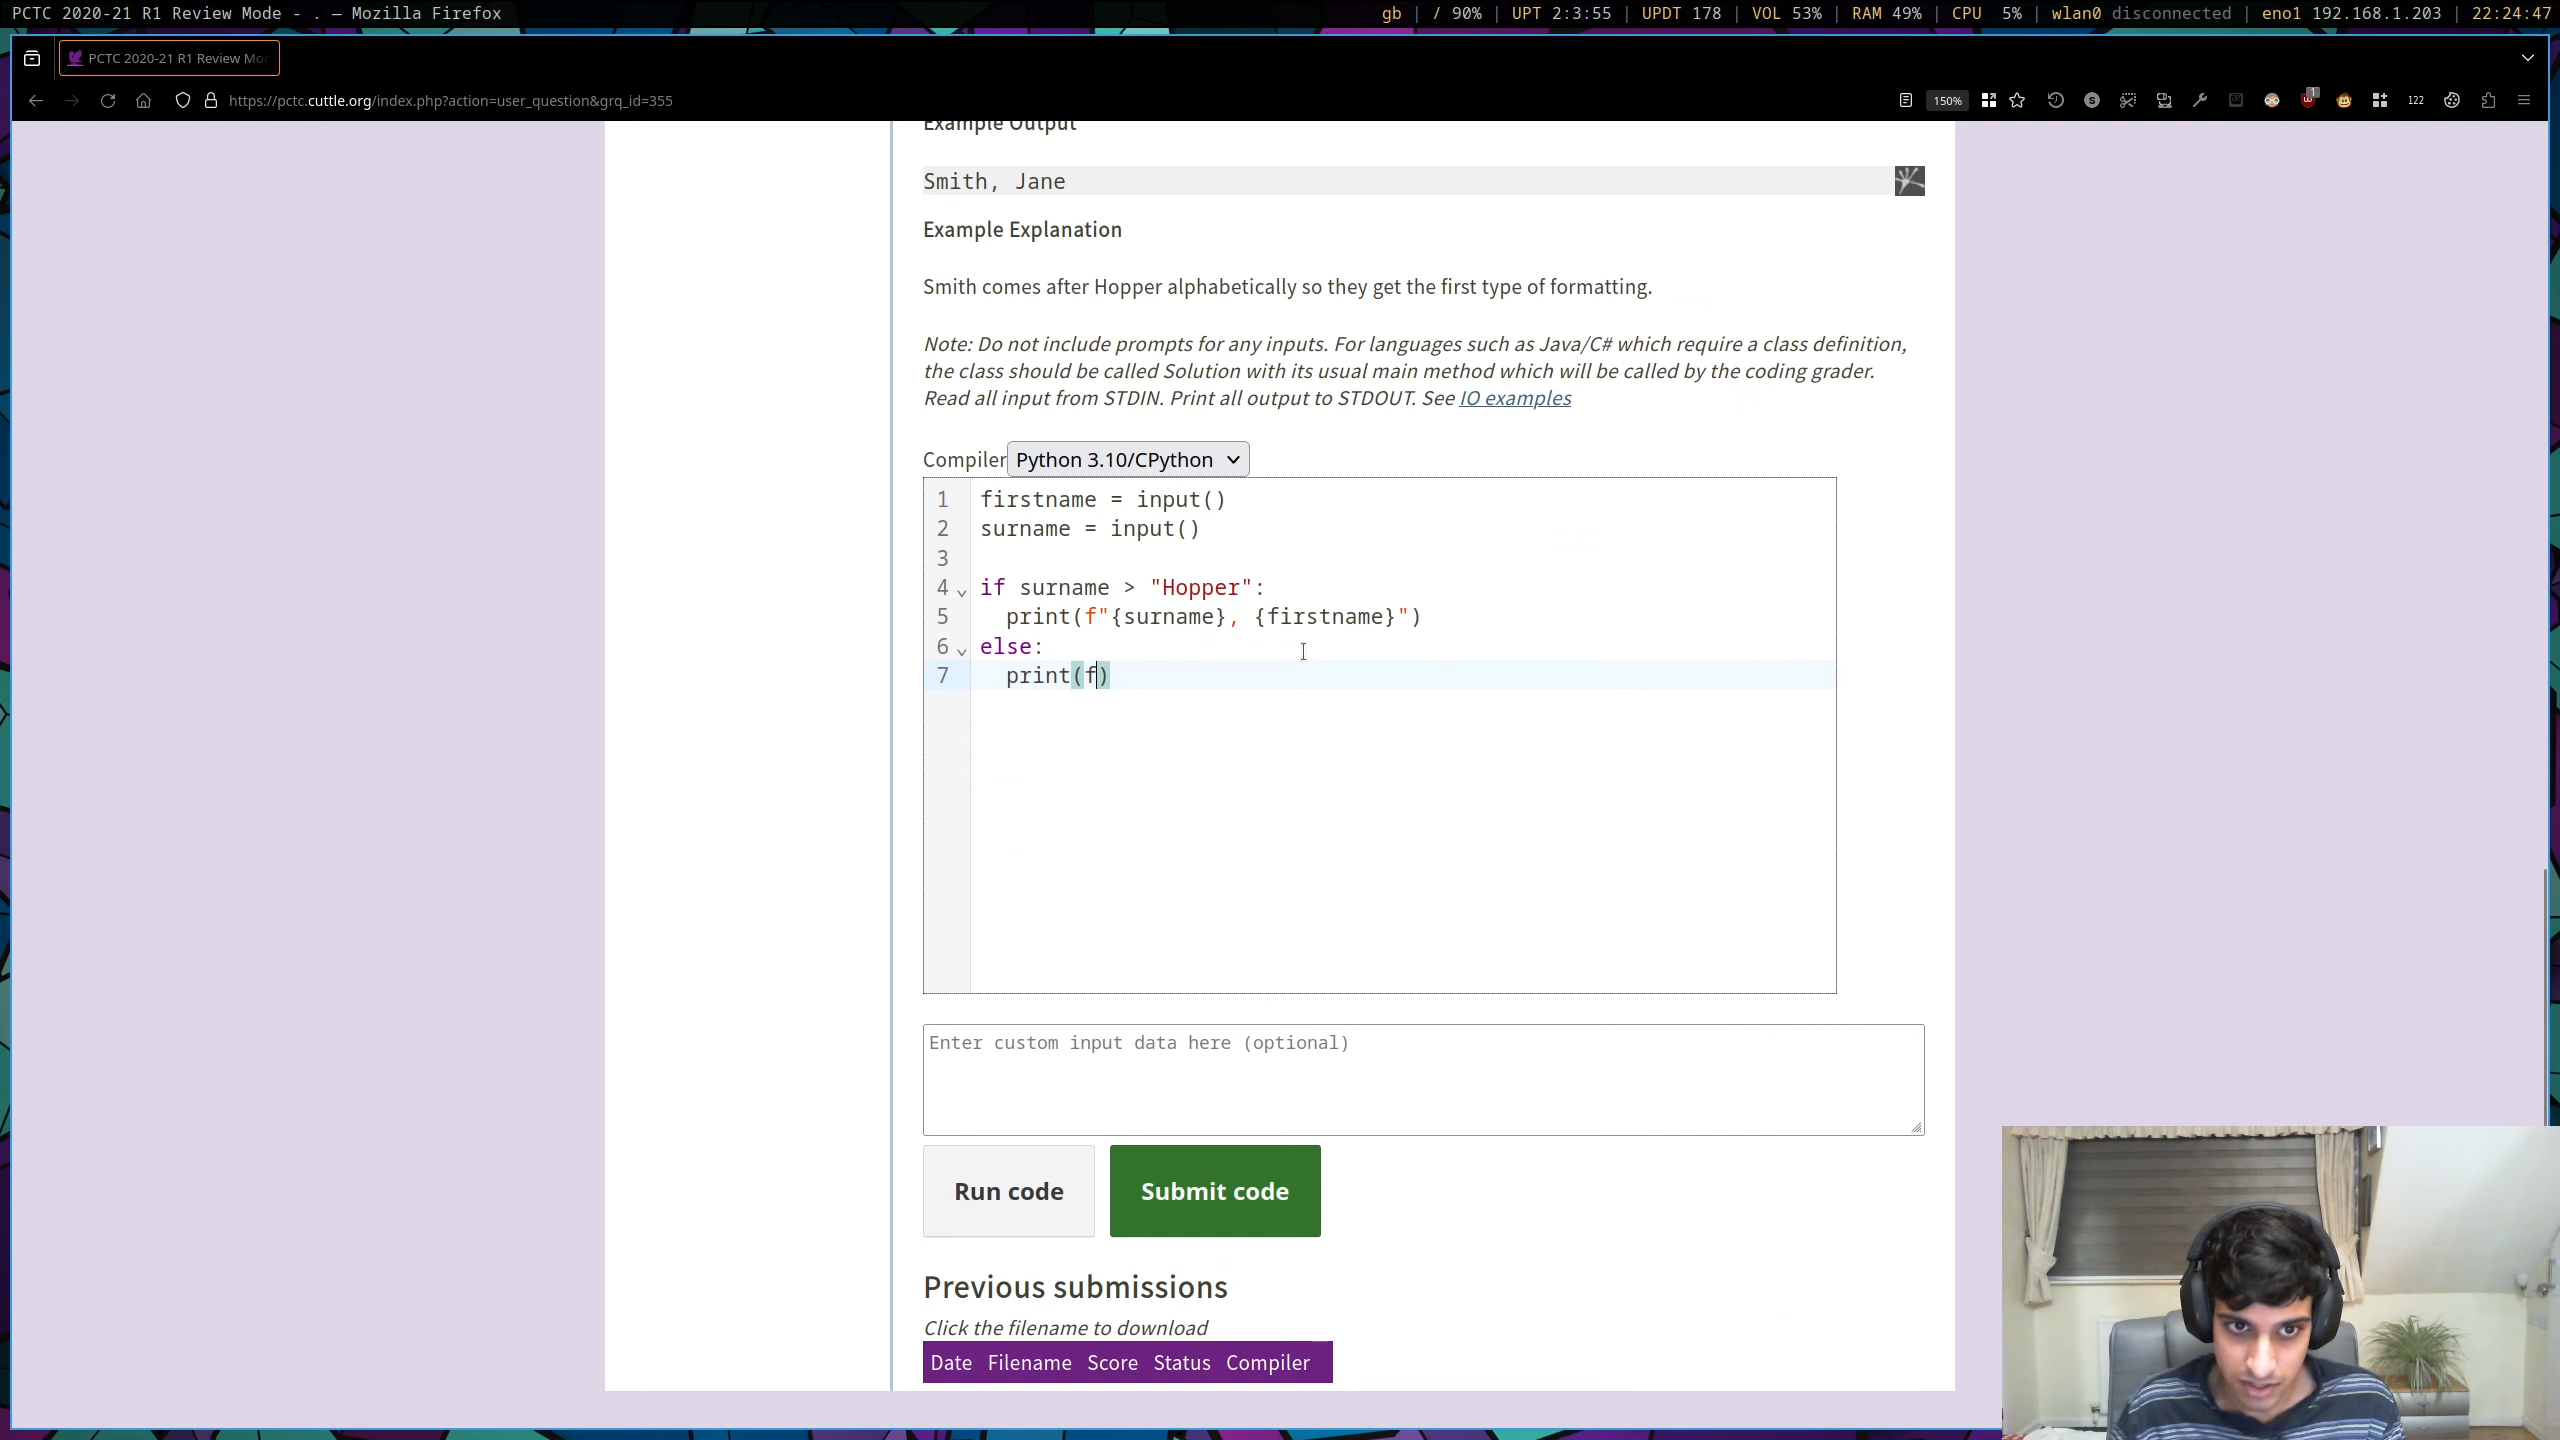 PCTC 2020-21 R1 Review Mode - . — Mozilla Firefox
gb | / 90% | UPT 2:3:55 | UPDT 178 | VOL 53% | RAM 49% | CPU 5% | wlan0 disconnected | eno1 192.168.1.203 | 22:24:47
PCTC 2020-21 R1 Review Mo
https://pctc.cuttle.org/index.php?action=user_question&grq_id=355
150%
1
122
Example Output
Smith, Jane
Example Explanation
Smith comes after Hopper alphabetically so they get the first type of formatting.
Note: Do not include prompts for any inputs. For languages such as Java/C# which require a class definition,
the class should be called Solution with its usual main method which will be called by the coding grader.
Read all input from STDIN. Print all output to STDOUT. See IO examples
Compiler Python 3.10/CPython
1 firstname = input()
2 surname = input()
3
4 if surname > "Hopper":
5 print(f"{surname}, {firstname}")
6 else:
7 print(f)
Enter custom input data here (optional)
Run code Submit code
Previous submissions
Click the filename to download
Date Filename Score Status Compiler